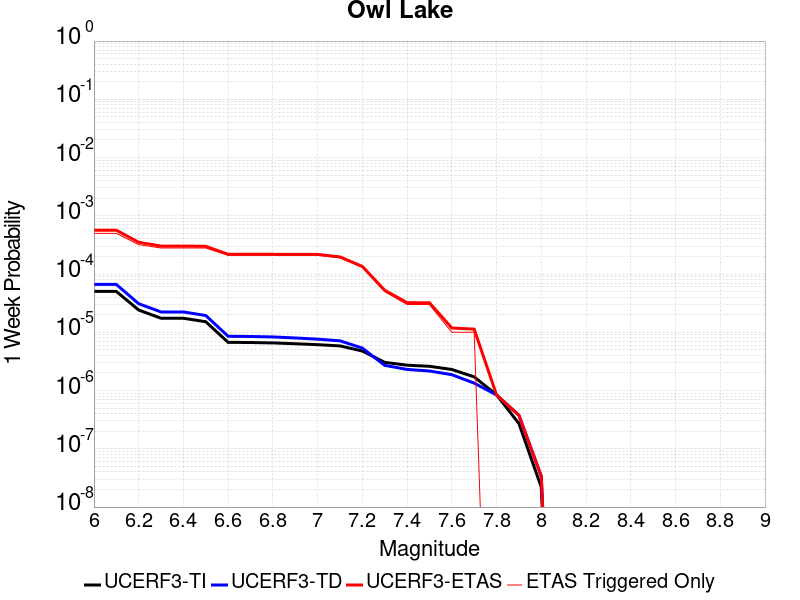 Owl Lake
10^0
10^-1
10^-2
10^-3
10^-4
10^-5
10^-6
10^-7
10^-8
1 Week Probability
6 6.2 6.4 6.6 6.8 7 7.2 7.4 7.6 7.8 8 8.2 8.4 8.6 8.8 9
Magnitude
UCERF3-TI UCERF3-TD UCERF3-ETAS ETAS Triggered Only